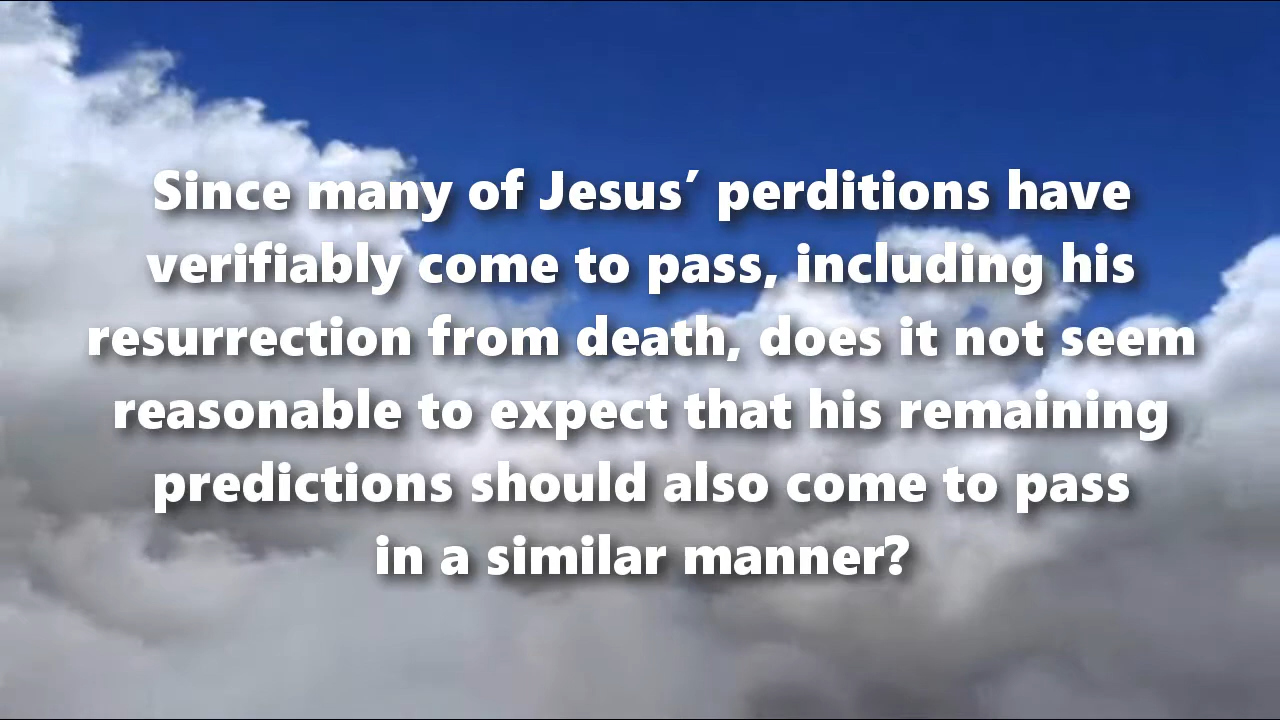 Since many of Jesus′ perditions have
verifiably come to pass, including his
resurrection from death, does it not seem
reasonable to expect that his remaining
predictions should also come to pass
in a similar manner?